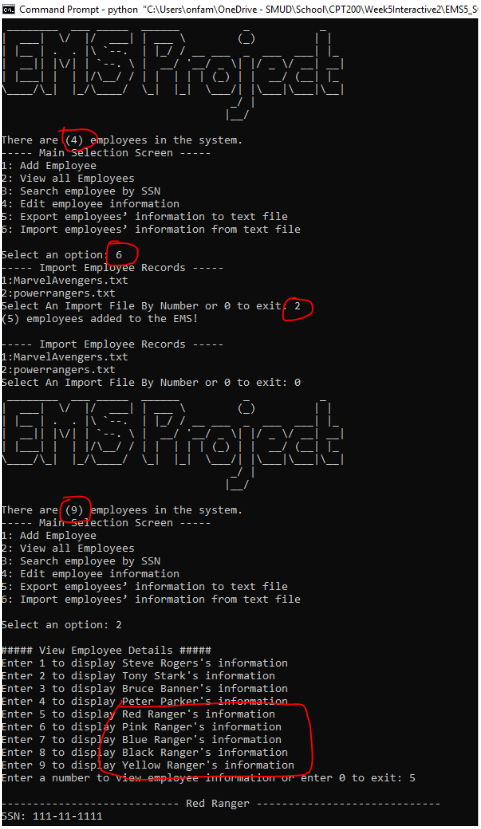 Command Prompt - python "C:\Users\onfam\OneDrive - SMUD\School\CPT200\Week5Interactive2\EMS5_S
EMS Project
There are (4) employees in the system.
----- Main Selection Screen -----
1: Add Employee
2: View all Employees
3: Search employee by SSN
4: Edit employee information
5: Export employees’ information to text file
6: Import employees’ information from text file
Select an option: 6
----- Import Employee Records -----
1:MarvelAvengers.txt
2:powerrangers.txt
Select An Import File By Number or 0 to exit: 2
(5) employees added to the EMS!
----- Import Employee Records -----
1:MarvelAvengers.txt
2:powerrangers.txt
Select An Import File By Number or 0 to exit: 0
EMS Project
There are (9) employees in the system.
----- Main Selection Screen -----
1: Add Employee
2: View all Employees
3: Search employee by SSN
4: Edit employee information
5: Export employees’ information to text file
6: Import employees’ information from text file
Select an option: 2
##### View Employee Details #####
Enter 1 to display Steve Rogers's information
Enter 2 to display Tony Stark's information
Enter 3 to display Bruce Banner's information
Enter 4 to display Peter Parker's information
Enter 5 to display Red Ranger's information
Enter 6 to display Pink Ranger's information
Enter 7 to display Blue Ranger's information
Enter 8 to display Black Ranger's information
Enter 9 to display Yellow Ranger's information
Enter a number to view employee information or enter 0 to exit: 5
--------------------------- Red Ranger ----------------------------
SSN: 111-11-1111